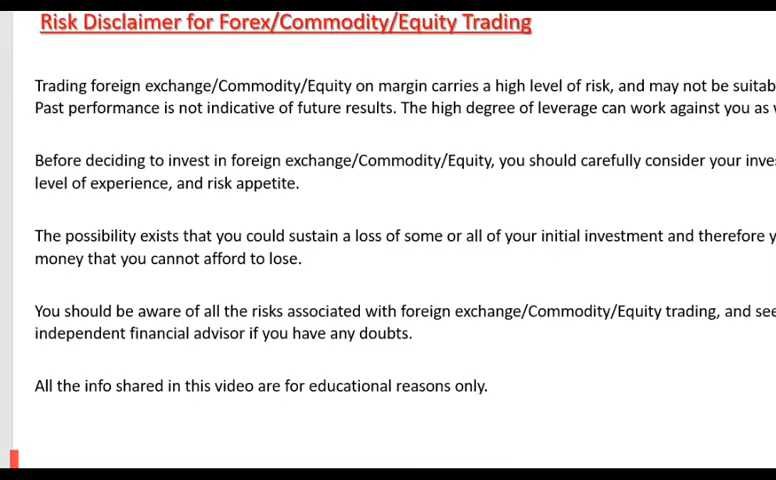 Risk Disclaimer for Forex/Commodity/Equity Trading
Trading foreign exchange/Commodity/Equity on margin carries a high level of risk, and may not be suitab
Past performance is not indicative of future results. The high degree of leverage can work against you as
Before deciding to invest in foreign exchange/Commodity/Equity, you should carefully consider your inve
level of experience, and risk appetite.
The possibility exists that you could sustain a loss of some or all of your initial investment and therefore
money that you cannot afford to lose.
You should be aware of all the risks associated with foreign exchange/Commodity/Equity trading, and see
independent financial advisor if you have any doubts.
All the info shared in this video are for educational reasons only.